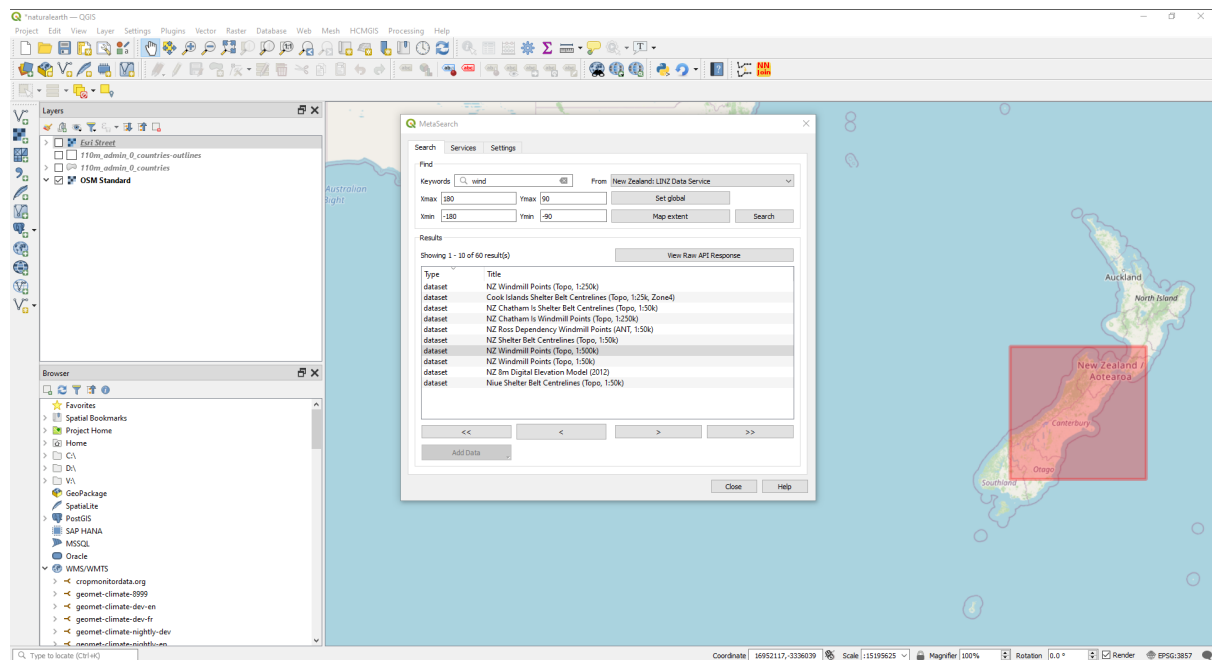 *naturalearth — QGIS
Project Edit View Layer Settings Plugins Vector Raster Database Web Mesh HCMGIS Processing Help
NN
join
Layers
Esri Street
110m_admin_0_countries-outlines
110m_admin_0_countries
OSM Standard
Browser
Favorites
Spatial Bookmarks
Project Home
Home
C:\
D:\
V:\
GeoPackage
SpatiaLite
PostGIS
SAP HANA
MSSQL
Oracle
WMS/WMTS
cropmonitordata.org
geomet-climate-8999
geomet-climate-dev-en
geomet-climate-dev-fr
geomet-climate-nightly-dev
geomet-climate-nightly-en
Australian
Bight
MetaSearch
Search Services Settings
Find
Keywords wind From New Zealand: LINZ Data Service
Xmax 180 Ymax 90 Set global
Xmin -180 Ymin -90 Map extent Search
Results
Showing 1 - 10 of 60 result(s) View Raw API Response
Type Title
dataset NZ Windmill Points (Topo, 1:250k)
dataset Cook Islands Shelter Belt Centrelines (Topo, 1:25k, Zone4)
dataset NZ Chatham Is Shelter Belt Centrelines (Topo, 1:50k)
dataset NZ Chatham Is Windmill Points (Topo, 1:250k)
dataset NZ Ross Dependency Windmill Points (ANT, 1:50k)
dataset NZ Shelter Belt Centrelines (Topo, 1:50k)
dataset NZ Windmill Points (Topo, 1:500k)
dataset NZ Windmill Points (Topo, 1:50k)
dataset NZ 8m Digital Elevation Model (2012)
dataset Niue Shelter Belt Centrelines (Topo, 1:50k)
<< < > >>
Add Data
Close Help
Auckland
North Island
New Zealand /
Aotearoa
Canterbury
Otago
Southland
Type to locate (Ctrl+K) Coordinate 16952117,-3336039 Scale 1:15195625 Magnifier 100% Rotation 0.0 ° Render EPSG:3857